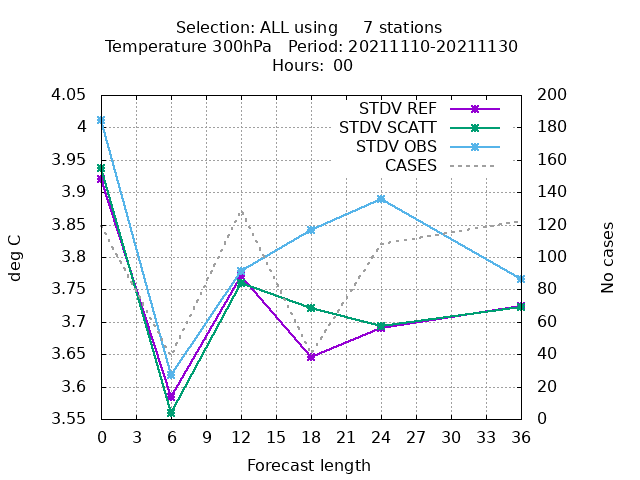 Selection: ALL using     7 stations
Temperature 300hPa   Period: 20211110-20211130
Hours:  00
4.05
4
3.95
3.9
3.85
3.8
3.75
3.7
3.65
3.6
3.55
200
180
160
140
120
100
80
60
40
20
0
STDV REF
STDV SCATT
STDV OBS
CASES
deg C
No cases
0 3 6 9 12 15 18 21 24 27 30 33 36
Forecast length